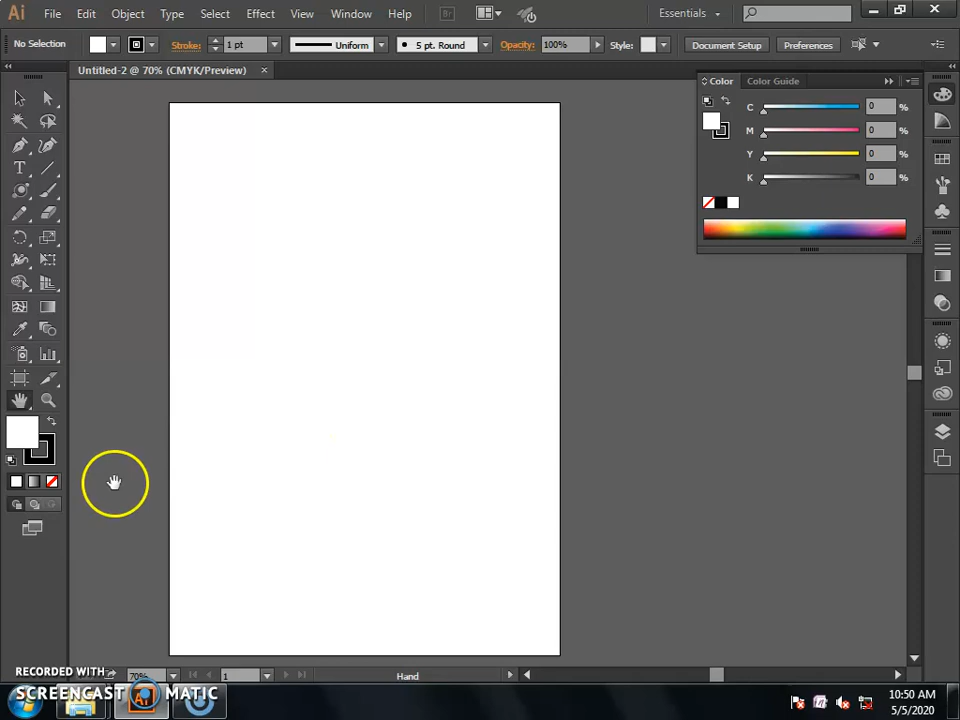 Ai File Edit Object Type Select Effect View Window Help Br Essentials
No Selection Stroke: 1 pt Uniform 5 pt. Round Opacity: 100% Style: Document Setup Preferences
Untitled-2 @ 70% (CMYK/Preview) ×
Color Color Guide
C 0 %
M 0 %
Y 0 %
K 0 %
T
70% 1 Hand
RECORDED WITH
SCREENCAST MATIC
Ai
10:50 AM
5/5/2020